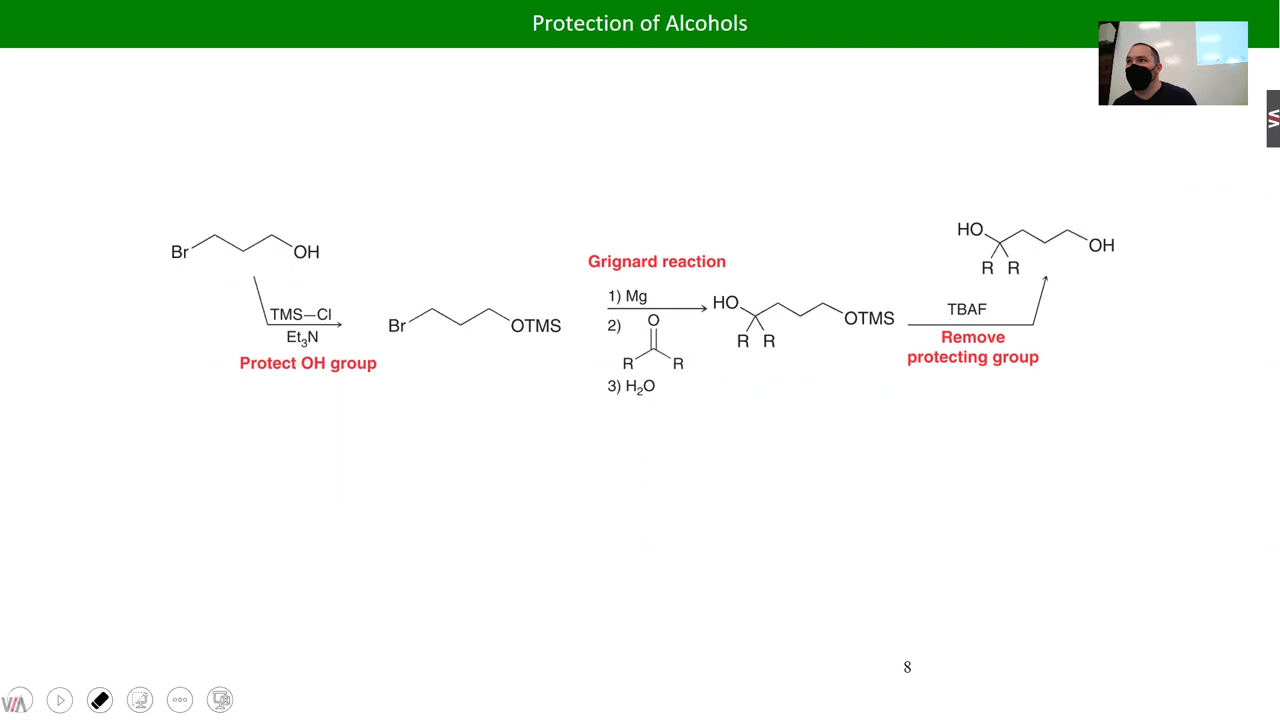 Protection of Alcohols
Br
OH
TMS—Cl
Et₃N
Protect OH group
Br
OTMS
Grignard reaction
1) Mg
2)
O
R
R
3) H₂O
HO
R
R
OTMS
TBAF
Remove
protecting group
HO
R
R
OH
8
VIA